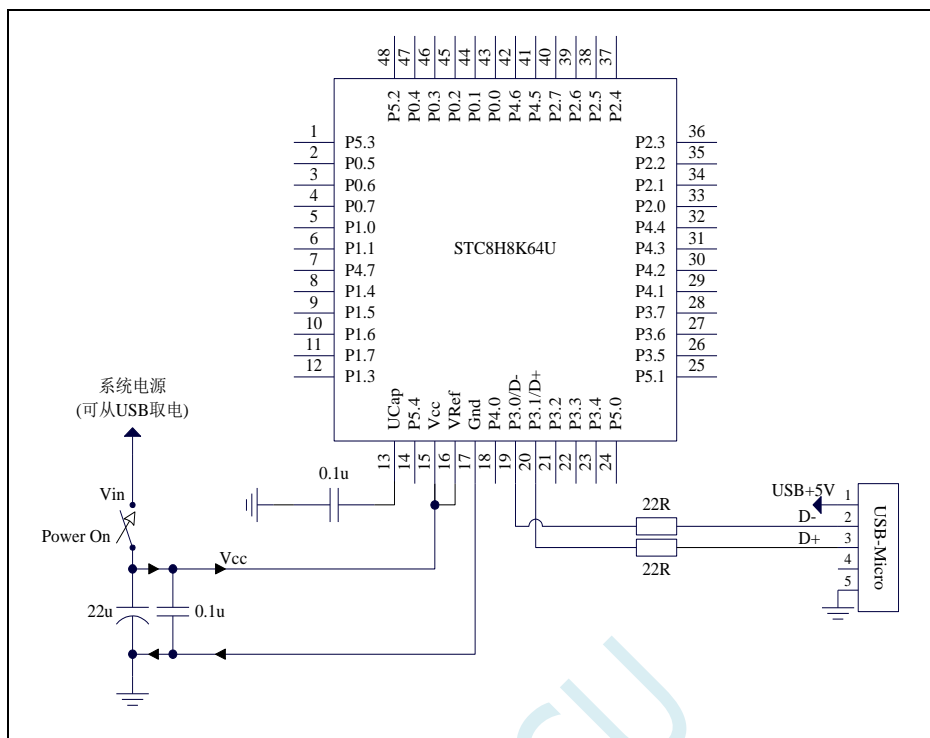 48 47 46 45 44 43 42 41 40 39 38 37
P5.2 P0.4 P0.3 P0.2 P0.1 P0.0 P4.6 P4.5 P2.7 P2.6 P2.5 P2.4
1 P5.3 P2.3 36
2 P0.5 P2.2 35
3 P0.6 P2.1 34
4 P0.7 P2.0 33
5 P1.0 STC8H8K64U P4.4 32
6 P1.1 P4.3 31
7 P4.7 P4.2 30
8 P1.4 P4.1 29
9 P1.5 P3.7 28
10 P1.6 P3.6 27
11 P1.7 P3.5 26
12 P1.3 P5.1 25
UCap P5.4 Vcc VRef Gnd P4.0 P3.0/D- P3.1/D+ P3.2 P3.3 P3.4 P5.0
13 14 15 16 17 18 19 20 21 22 23 24
系统电源
(可从USB取电)
0.1u
Vin
Power On
Vcc
22u 0.1u
22R
22R
USB+5V 1
D- 2
D+ 3
4
5
USB-Micro